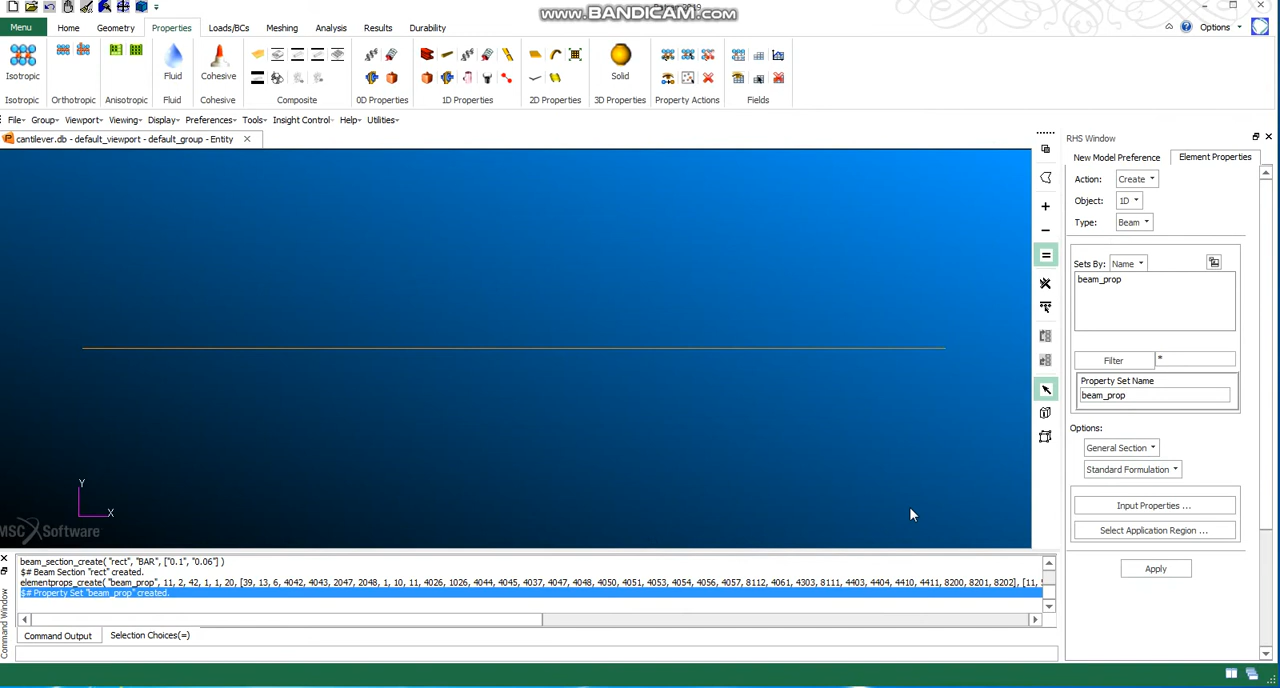 www.BANDICAM.com
Options
Menu
Home
Geometry
Properties
Loads/BCs
Meshing
Analysis
Results
Durability
Isotropic
Fluid
Cohesive
Solid
Isotropic
Orthotropic
Anisotropic
Fluid
Cohesive
Composite
0D Properties
1D Properties
2D Properties
3D Properties
Property Actions
Fields
File
Group
Viewport
Viewing
Display
Preferences
Tools
Insight Control
Help
Utilities
cantilever.db - default_viewport - default_group - Entity
RHS Window
New Model Preference
Element Properties
Action: Create
Object: 1D
Type: Beam
Sets By: Name
beam_prop
Filter *
Property Set Name
beam_prop
Options:
General Section
Standard Formulation
Input Properties ...
Select Application Region ...
Apply
Y
X
MSC Software
Command Window
beam_section_create( "rect", "BAR", ["0.1", "0.06"] )
$# Beam Section "rect" created.
elementprops_create( "beam_prop", 11, 2, 42, 1, 1, 20, [39, 13, 6, 4042, 4043, 2047, 2048, 1, 10, 11, 4026, 1026, 4044, 4045, 4037, 4047, 4048, 4050, 4051, 4053, 4054, 4056, 4057, 8112, 4061, 4303, 8111, 4403, 4404, 4410, 4411, 8200, 8201, 8202], [11,
$# Property Set "beam_prop" created.
Command Output
Selection Choices(=)